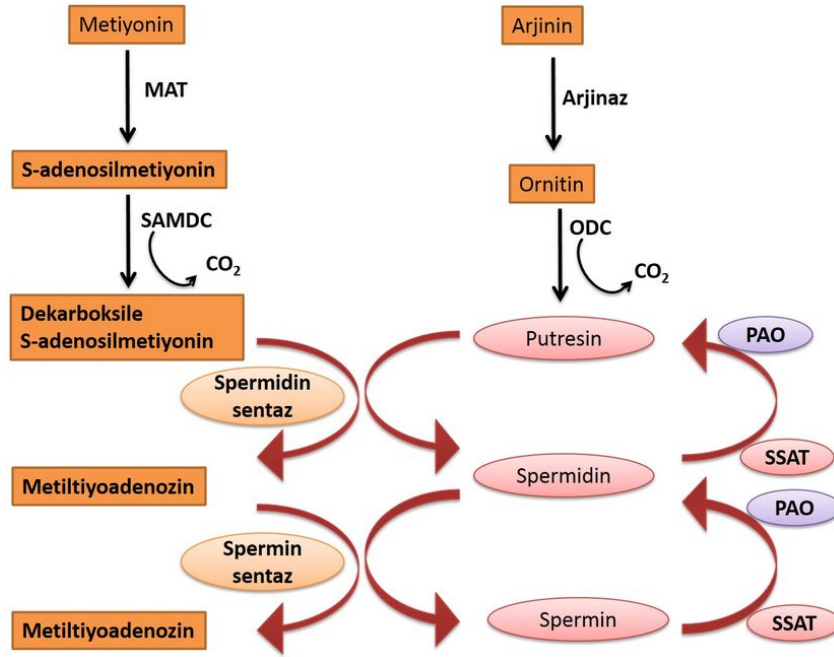 Metiyonin
Arjinin
MAT
Arjinaz
S-adenosilmetiyonin
Ornitin
SAMDC
CO₂
ODC
CO₂
Dekarboksile
S-adenosilmetiyonin
Putresin
PAO
Spermidin
sentaz
Metiltiyoadenozin
Spermidin
SSAT
PAO
Spermin
sentaz
Metiltiyoadenozin
Spermin
SSAT